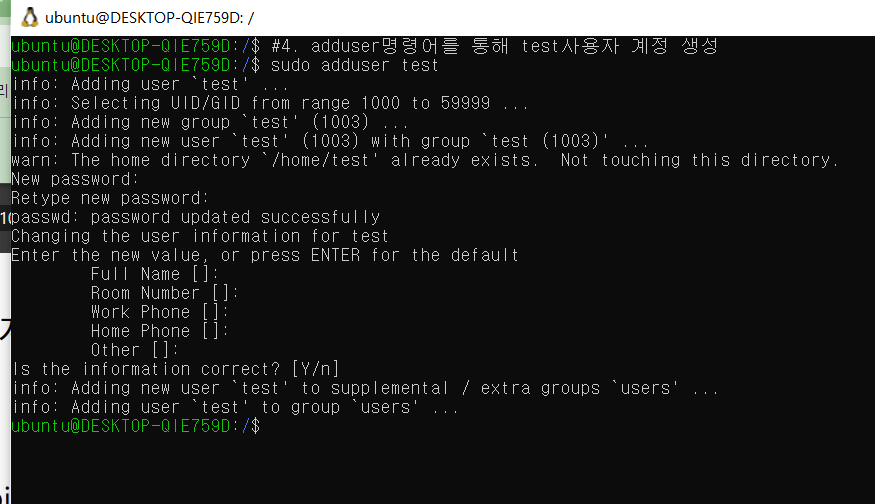 ubuntu@DESKTOP-QIE759D: /
ubuntu@DESKTOP-QIE759D:/$ #4. adduser명령어를 통해 test사용자 계정 생성
ubuntu@DESKTOP-QIE759D:/$ sudo adduser test
info: Adding user `test' ...
info: Selecting UID/GID from range 1000 to 59999 ...
info: Adding new group `test' (1003) ...
info: Adding new user `test' (1003) with group `test (1003)' ...
warn: The home directory `/home/test' already exists.  Not touching this directory.
New password:
Retype new password:
passwd: password updated successfully
Changing the user information for test
Enter the new value, or press ENTER for the default
        Full Name []:
        Room Number []:
        Work Phone []:
        Home Phone []:
        Other []:
Is the information correct? [Y/n]
info: Adding new user `test' to supplemental / extra groups `users' ...
info: Adding user `test' to group `users' ...
ubuntu@DESKTOP-QIE759D:/$